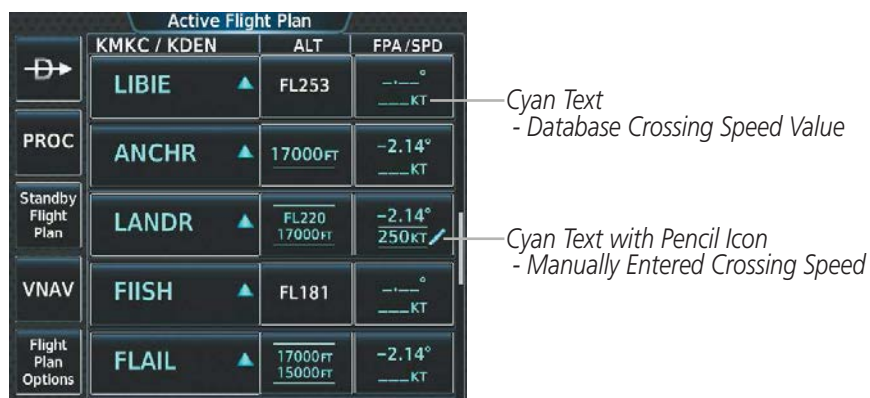 Active Flight Plan
KMKC / KDEN ALT FPA/SPD
D
LIBIE FL253 _.__°
___KT
Cyan Text
- Database Crossing Speed Value
PROC
ANCHR 17000FT -2.14°
___KT
Standby
Flight
Plan
LANDR FL220
17000FT
-2.14°
250KT
Cyan Text with Pencil Icon
- Manually Entered Crossing Speed
VNAV
FIISH FL181 _.__°
___KT
Flight
Plan
Options
FLAIL 17000FT
15000FT
-2.14°
___KT